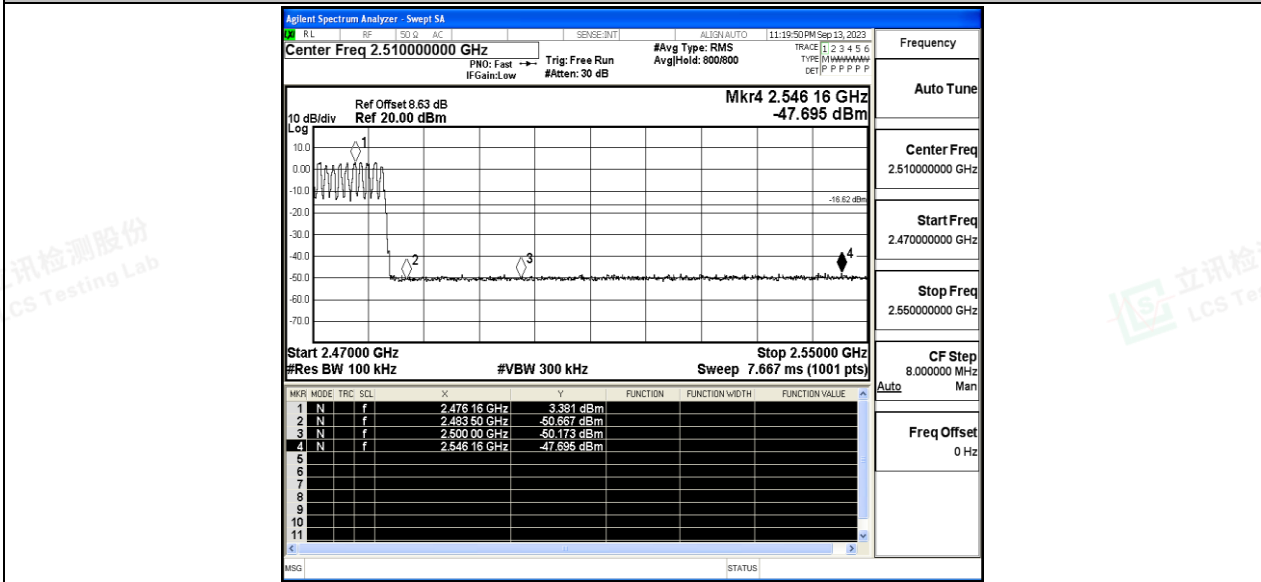 Agilent Spectrum Analyzer - Swept SA
RL RF 50 Ω AC SENSE:INT ALIGN AUTO 11:19:50 PM Sep 13, 2023
Center Freq 2.510000000 GHz
PNO: Fast
IFGain:Low
Trig: Free Run
#Atten: 30 dB
#Avg Type: RMS
Avg|Hold: 800/800
TRACE 1 2 3 4 5 6
TYPE M
DET P P P P P P
Frequency
Auto Tune
Center Freq
2.510000000 GHz
Start Freq
2.470000000 GHz
Stop Freq
2.550000000 GHz
CF Step
8.000000 MHz
Auto Man
Freq Offset
0 Hz
Mkr4 2.546 16 GHz
-47.695 dBm
Ref Offset 8.63 dB
10 dB/div Ref 20.00 dBm
Log
10.0
0.00
-10.0
-20.0
-30.0
-40.0
-50.0
-60.0
-70.0
1
2
3
4
-16.62 dBm
Start 2.47000 GHz Stop 2.55000 GHz
#Res BW 100 kHz #VBW 300 kHz Sweep 7.667 ms (1001 pts)
MKR MODE TRC SCL X Y FUNCTION FUNCTION WIDTH FUNCTION VALUE
1 N f 2.476 16 GHz 3.381 dBm
2 N f 2.483 50 GHz -50.667 dBm
3 N f 2.500 00 GHz -50.173 dBm
4 N f 2.546 16 GHz -47.695 dBm
5
6
7
8
9
10
11
MSG STATUS
讯检测股份
LCS Testing Lab
LCS
立讯检
LCS Tes